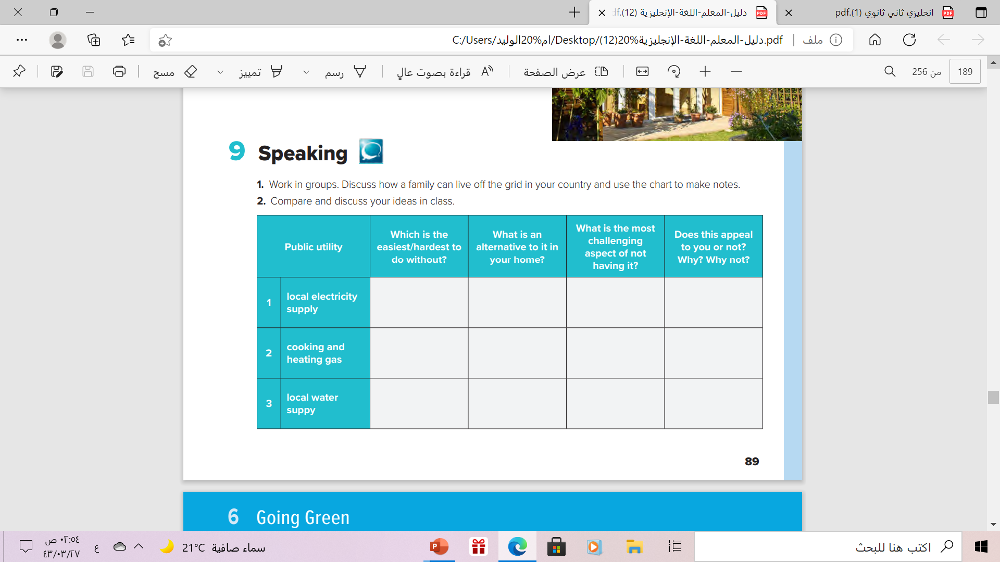 انجليزي ثاني ثانوي (1).pdf
دليل-المعلم-اللغة-الإنجليزية (12).pdf
ملف
C:/Users/ام%20الوليد/Desktop/دليل-المعلم-اللغة-الإنجليزية%20(12).pdf
189
من 256
عرض الصفحة
قراءة بصوت عالٍ
رسم
تمييز
مسح
9 Speaking
1. Work in groups. Discuss how a family can live off the grid in your country and use the chart to make notes.
2. Compare and discuss your ideas in class.
Public utility
Which is the
easiest/hardest to
do without?
What is an
alternative to it in
your home?
What is the most
challenging
aspect of not
having it?
Does this appeal
to you or not?
Why? Why not?
1
local electricity
supply
2
cooking and
heating gas
3
local water
suppy
89
6 Going Green
اكتب هنا للبحث
21°C سماء صافية
ع
٠٢:٥٤ ص
٤٣/٠٣/٢٧